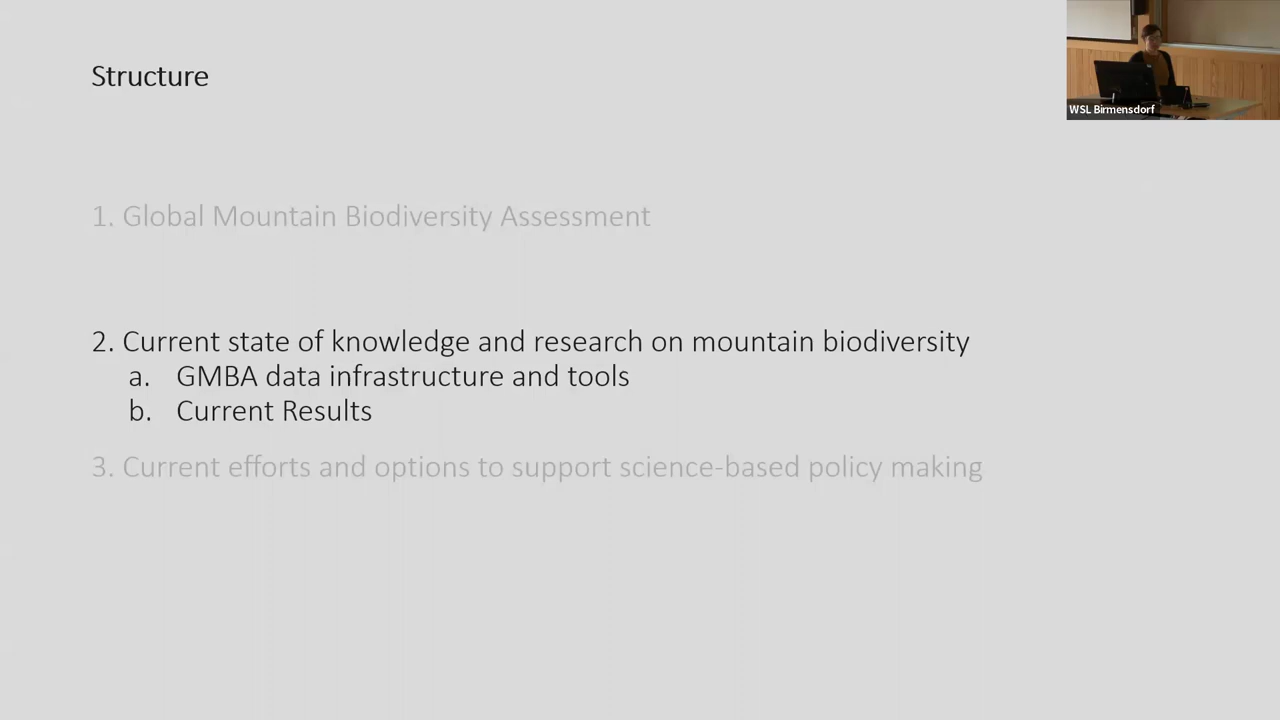 Structure
WSL Birmensdorf
1. Global Mountain Biodiversity Assessment
2. Current state of knowledge and research on mountain biodiversity
a. GMBA data infrastructure and tools
b. Current Results
3. Current efforts and options to support science-based policy making